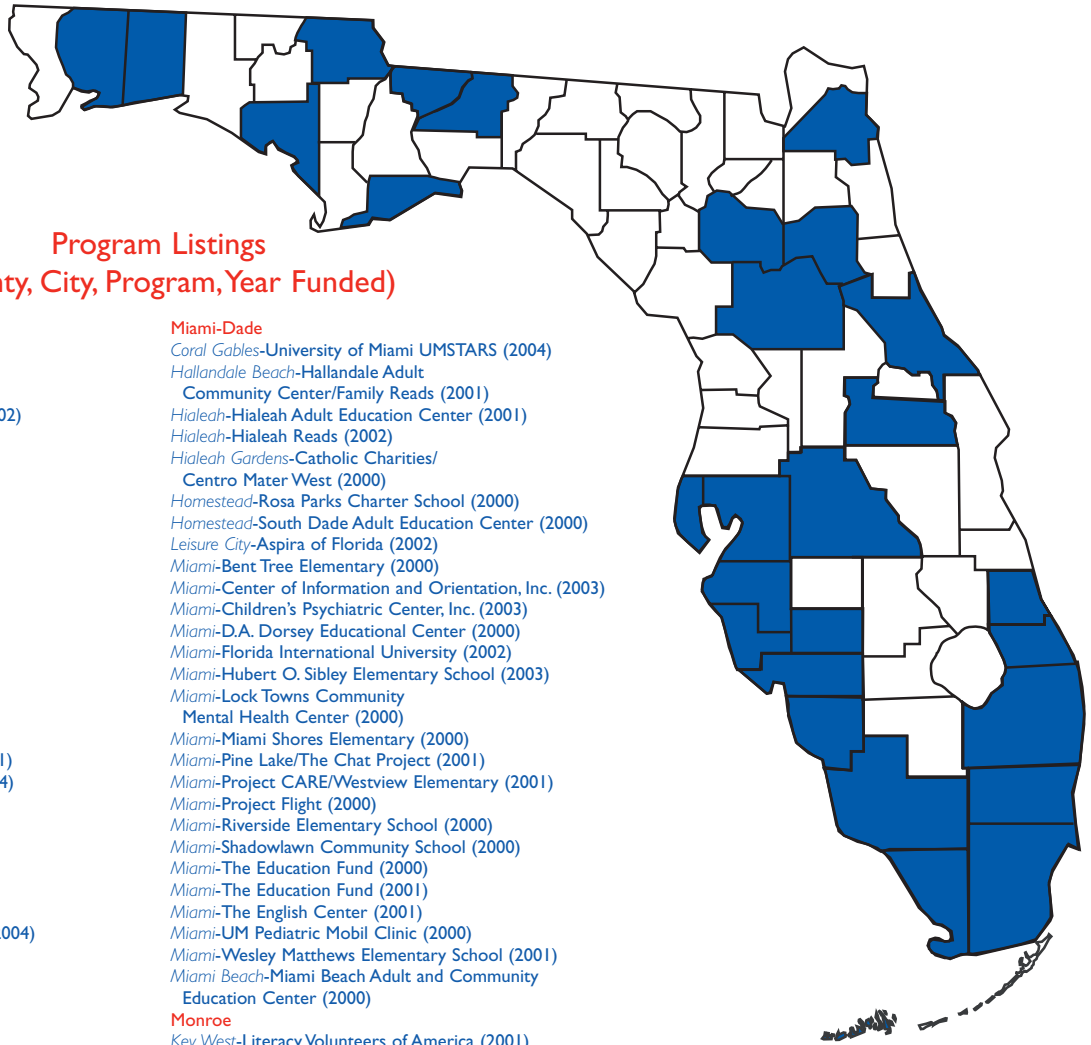 Program Listings
ty, City, Program, Year Funded)
02)
1)
4)
004)
Miami-Dade
Coral Gables-University of Miami UMSTARS (2004)
Hallandale Beach-Hallandale Adult
Community Center/Family Reads (2001)
Hialeah-Hialeah Adult Education Center (2001)
Hialeah-Hialeah Reads (2002)
Hialeah Gardens-Catholic Charities/
Centro Mater West (2000)
Homestead-Rosa Parks Charter School (2000)
Homestead-South Dade Adult Education Center (2000)
Leisure City-Aspira of Florida (2002)
Miami-Bent Tree Elementary (2000)
Miami-Center of Information and Orientation, Inc. (2003)
Miami-Children's Psychiatric Center, Inc. (2003)
Miami-D.A. Dorsey Educational Center (2000)
Miami-Florida International University (2002)
Miami-Hubert O. Sibley Elementary School (2003)
Miami-Lock Towns Community
Mental Health Center (2000)
Miami-Miami Shores Elementary (2000)
Miami-Pine Lake/The Chat Project (2001)
Miami-Project CARE/Westview Elementary (2001)
Miami-Project Flight (2000)
Miami-Riverside Elementary School (2000)
Miami-Shadowlawn Community School (2000)
Miami-The Education Fund (2000)
Miami-The Education Fund (2001)
Miami-The English Center (2001)
Miami-UM Pediatric Mobil Clinic (2000)
Miami-Wesley Matthews Elementary School (2001)
Miami Beach-Miami Beach Adult and Community
Education Center (2000)
Monroe
Key West-Literacy Volunteers of America (2001)